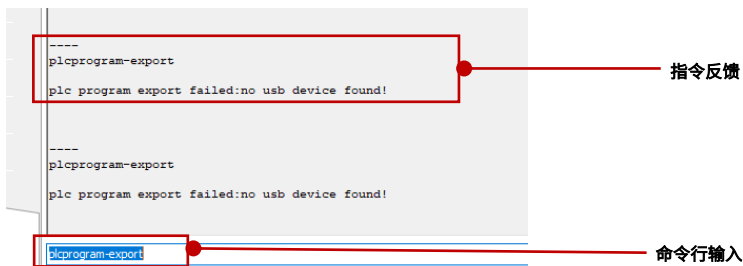 ----
plcprogram-export
plc program export failed:no usb device found!
指令反馈
----
plcprogram-export
plc program export failed:no usb device found!
plcprogram-export
命令行输入